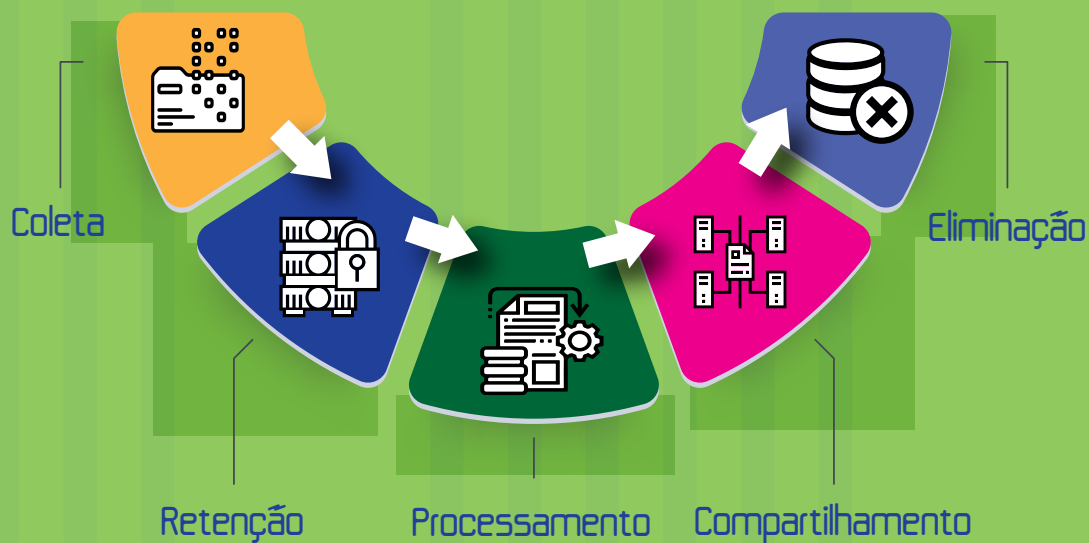 Coleta
Retenção
Processamento
Compartilhamento
Eliminação